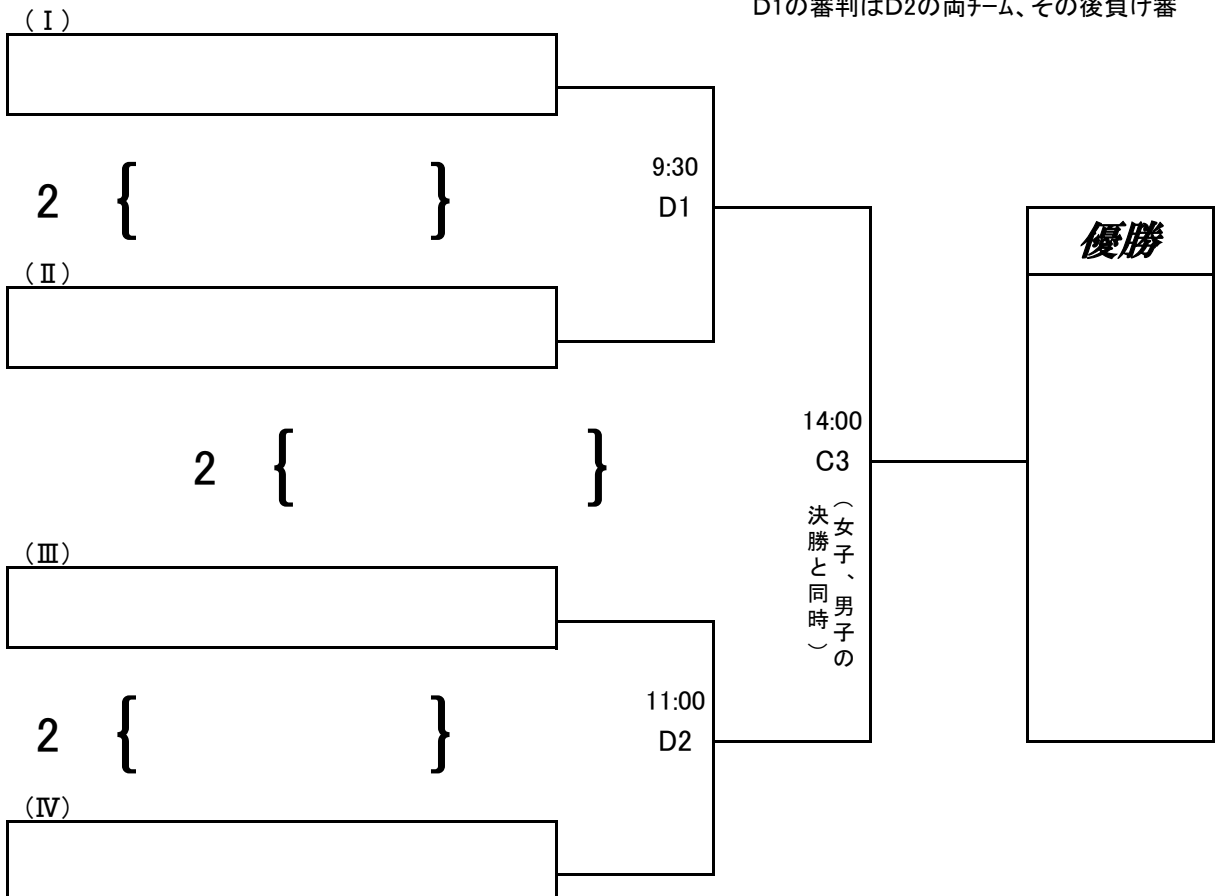 D1の審判はD2の両ﾁｰﾑ、その後負け審
（Ⅰ）
9:30
2 { }
D1
優勝
（Ⅱ）
14:00
2 { }
C3
（女子、男子の
決勝と同時）
（Ⅲ）
11:00
2 { }
D2
（Ⅳ）